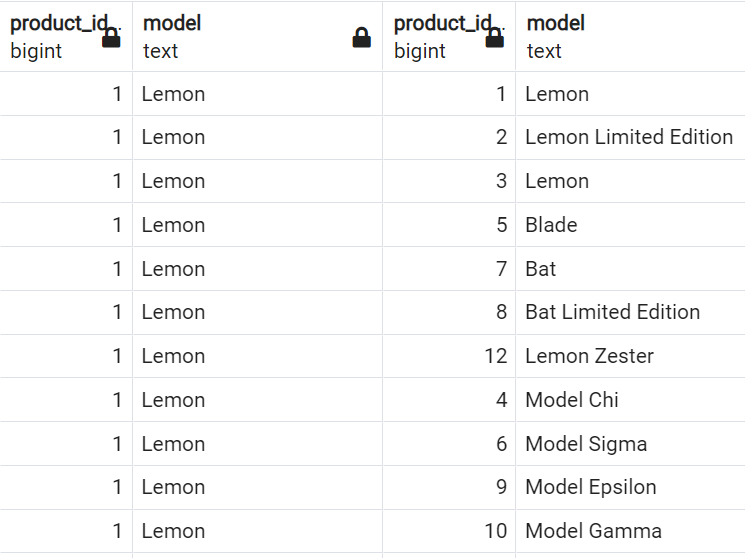 product_id.. model product_id.. model
bigint text bigint text
1 Lemon 1 Lemon
1 Lemon 2 Lemon Limited Edition
1 Lemon 3 Lemon
1 Lemon 5 Blade
1 Lemon 7 Bat
1 Lemon 8 Bat Limited Edition
1 Lemon 12 Lemon Zester
1 Lemon 4 Model Chi
1 Lemon 6 Model Sigma
1 Lemon 9 Model Epsilon
1 Lemon 10 Model Gamma